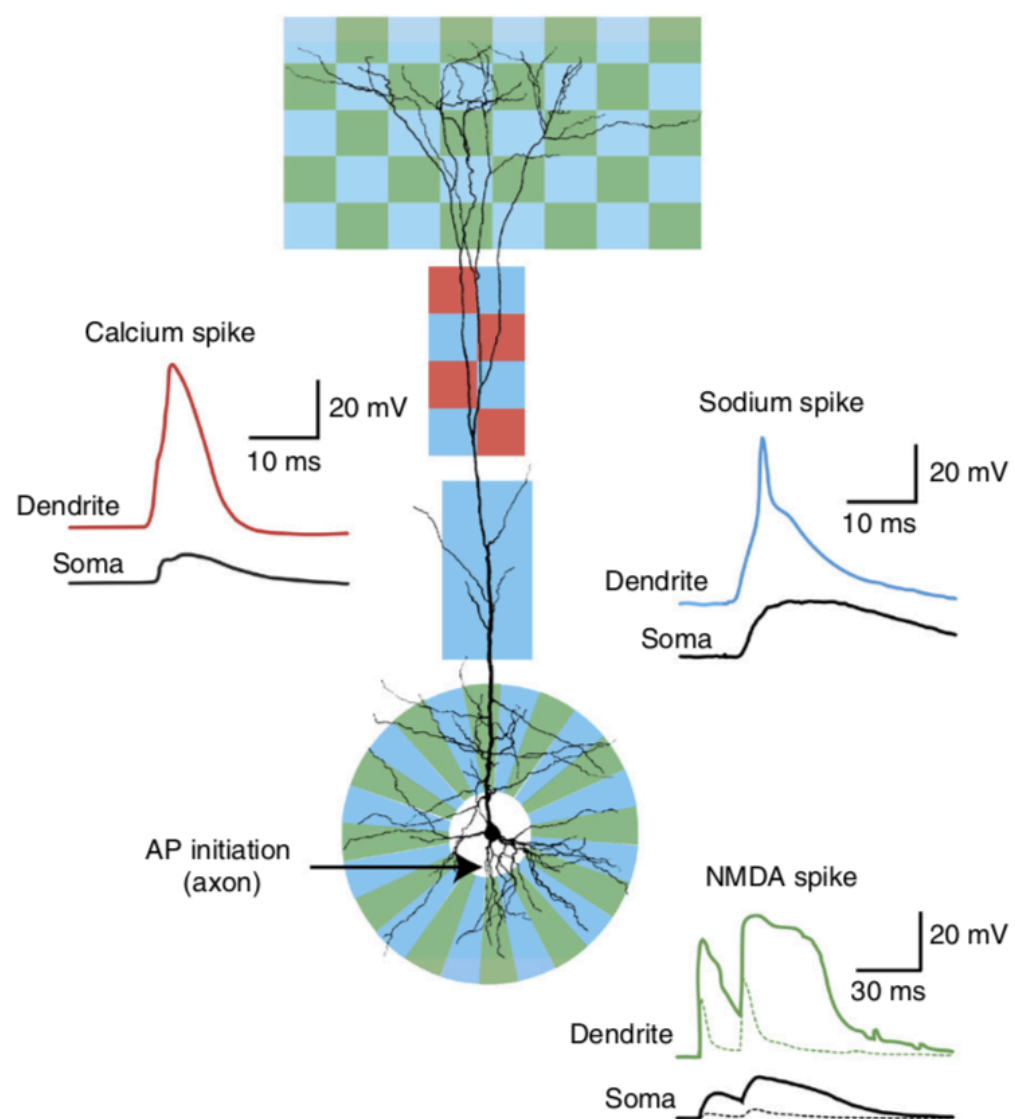 Calcium spike
20 mV
10 ms
Dendrite
Soma
Sodium spike
20 mV
10 ms
Dendrite
Soma
AP initiation
(axon)
NMDA spike
20 mV
30 ms
Dendrite
Soma